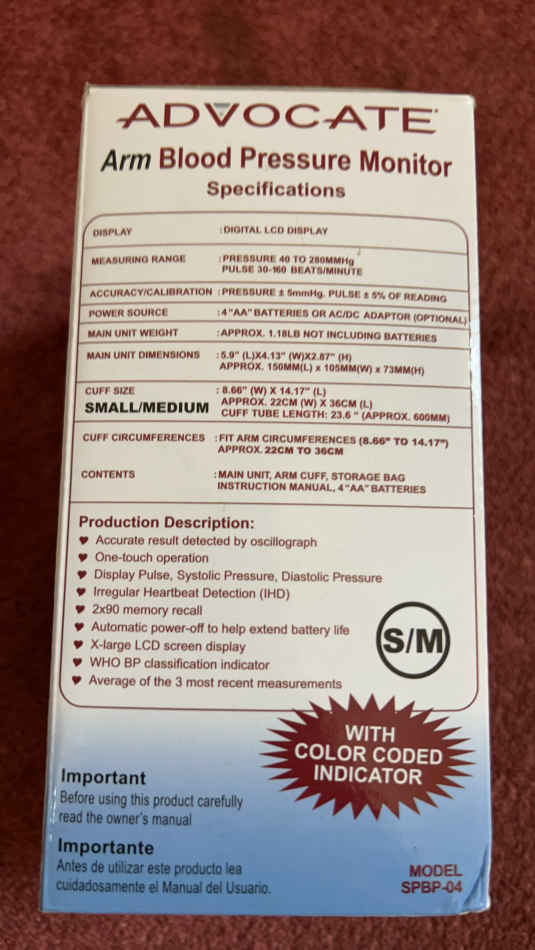 ADVOCATE
Arm Blood Pressure Monitor
Specifications
DISPLAY : DIGITAL LCD DISPLAY
MEASURING RANGE : PRESSURE 40 TO 280MMHg
PULSE 30-160 BEATS/MINUTE
ACCURACY/CALIBRATION : PRESSURE ± 5mmHg. PULSE ± 5% OF READING
POWER SOURCE : 4 "AA" BATTERIES OR AC/DC ADAPTOR (OPTIONAL)
MAIN UNIT WEIGHT : APPROX. 1.18LB NOT INCLUDING BATTERIES
MAIN UNIT DIMENSIONS : 5.9" (L)X4.13" (W)X2.87" (H)
APPROX. 150MM(L) x 105MM(W) x 73MM(H)
CUFF SIZE : 8.66" (W) X 14.17" (L)
SMALL/MEDIUM APPROX. 22CM (W) X 36CM (L)
CUFF TUBE LENGTH: 23.6 " (APPROX. 600MM)
CUFF CIRCUMFERENCES : FIT ARM CIRCUMFERENCES (8.66" TO 14.17")
APPROX. 22CM TO 36CM
CONTENTS : MAIN UNIT, ARM CUFF, STORAGE BAG
INSTRUCTION MANUAL, 4 "AA" BATTERIES
Production Description:
♥ Accurate result detected by oscillograph
♥ One-touch operation
♥ Display Pulse, Systolic Pressure, Diastolic Pressure
♥ Irregular Heartbeat Detection (IHD)
♥ 2x90 memory recall
♥ Automatic power-off to help extend battery life
♥ X-large LCD screen display
♥ WHO BP classification indicator
♥ Average of the 3 most recent measurements
S/M
WITH
COLOR CODED
INDICATOR
Important
Before using this product carefully
read the owner's manual
Importante
Antes de utilizar este producto lea
cuidadosamente el Manual del Usuario.
MODEL
SPBP-04